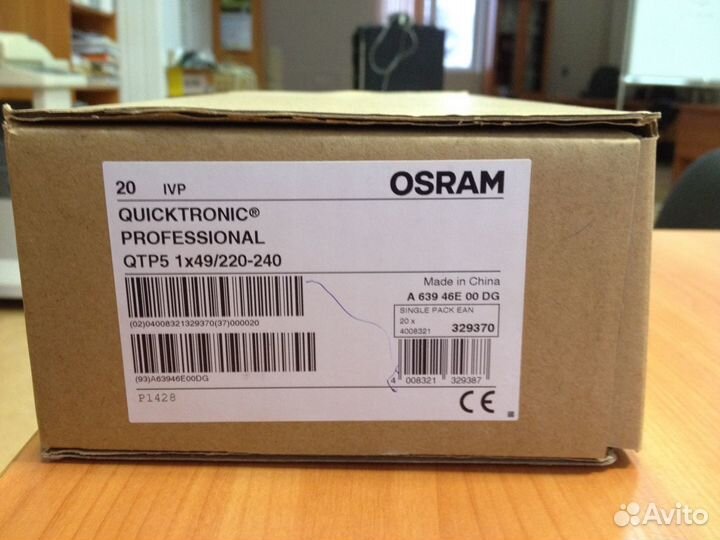 20 IVP
OSRAM
QUICKTRONIC®
PROFESSIONAL
QTP5 1x49/220-240
Made in China
A 639 46E 00 DG
SINGLE PACK EAN
20 x
4008321 329370
(02)04008321329370(37)000020
(93)A63946E00DG
4 008321 329387
P1428
CE
Avito